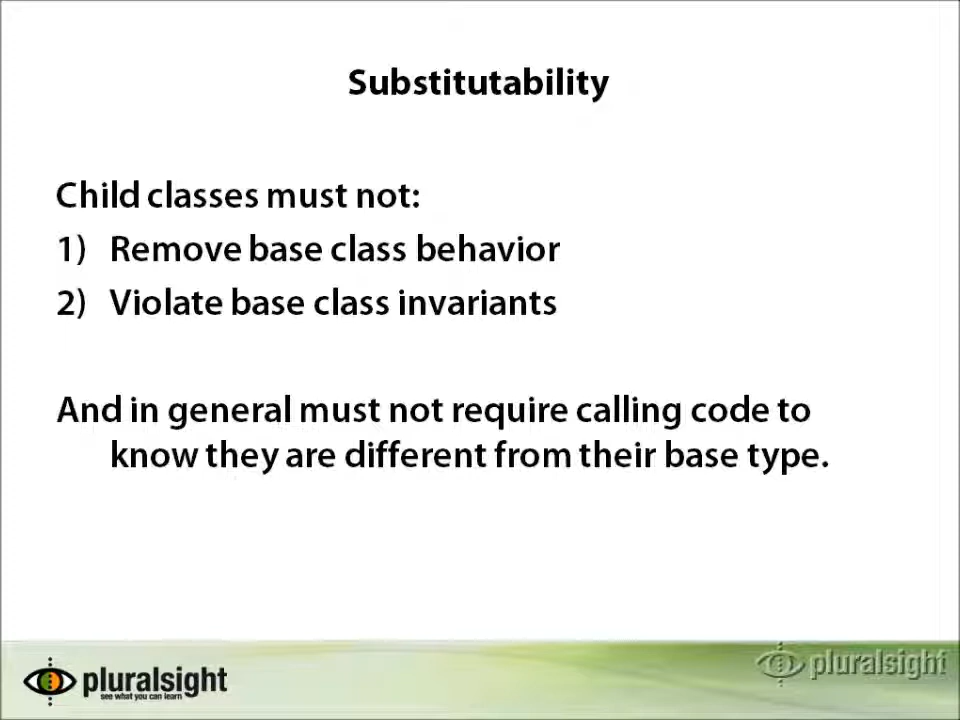 Substitutability
Child classes must not:
1) Remove base class behavior
2) Violate base class invariants
And in general must not require calling code to
know they are different from their base type.
pluralsight
see what you can learn
pluralsight